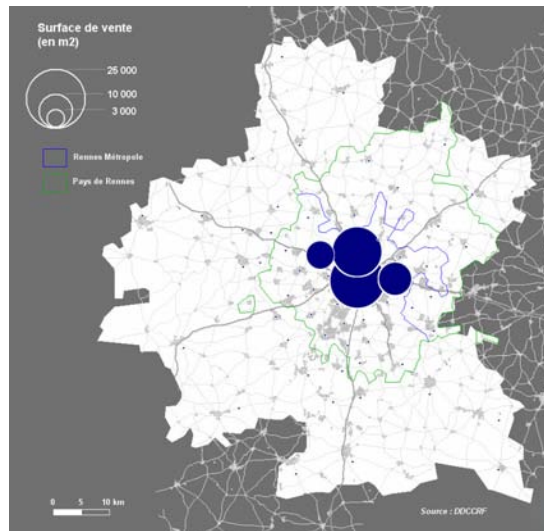 Surface de vente
(en m2)
25 000
10 000
3 000
Rennes Métropole
Pays de Rennes
0 5 10 km
Source : DDCCRF